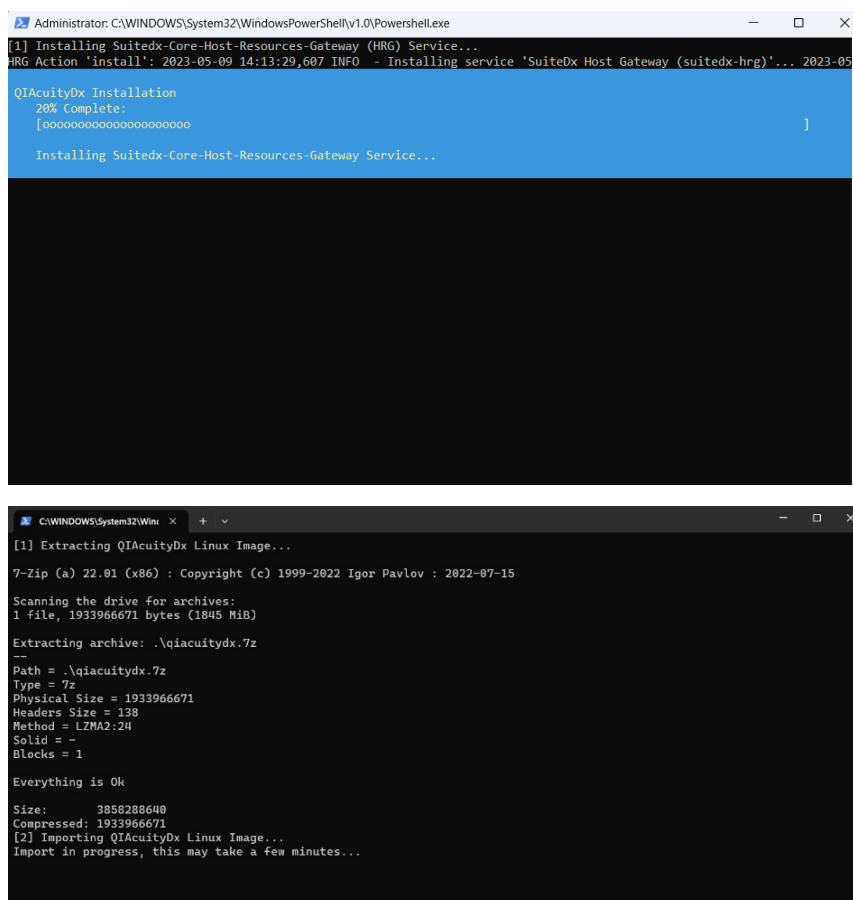 Administrator: C:\WINDOWS\System32\WindowsPowerShell\v1.0\Powershell.exe
[1] Installing Suitedx-Core-Host-Resources-Gateway (HRG) Service...
HRG Action 'install': 2023-05-09 14:13:29,607 INFO  - Installing service 'SuiteDx Host Gateway (suitedx-hrg)'... 2023-05
QIAcuityDx Installation
20% Complete:
[ooooooooooooooooooooo ]
Installing Suitedx-Core-Host-Resources-Gateway Service...
C:\WINDOWS\System32\Wind
[1] Extracting QIAcuityDx Linux Image...
7-Zip (a) 22.01 (x86) : Copyright (c) 1999-2022 Igor Pavlov : 2022-07-15
Scanning the drive for archives:
1 file, 1933966671 bytes (1845 MiB)
Extracting archive: .\qiacuitydx.7z
--
Path = .\qiacuitydx.7z
Type = 7z
Physical Size = 1933966671
Headers Size = 138
Method = LZMA2:24
Solid = -
Blocks = 1
Everything is Ok
Size:       3858288640
Compressed: 1933966671
[2] Importing QIAcuityDx Linux Image...
Import in progress, this may take a few minutes...